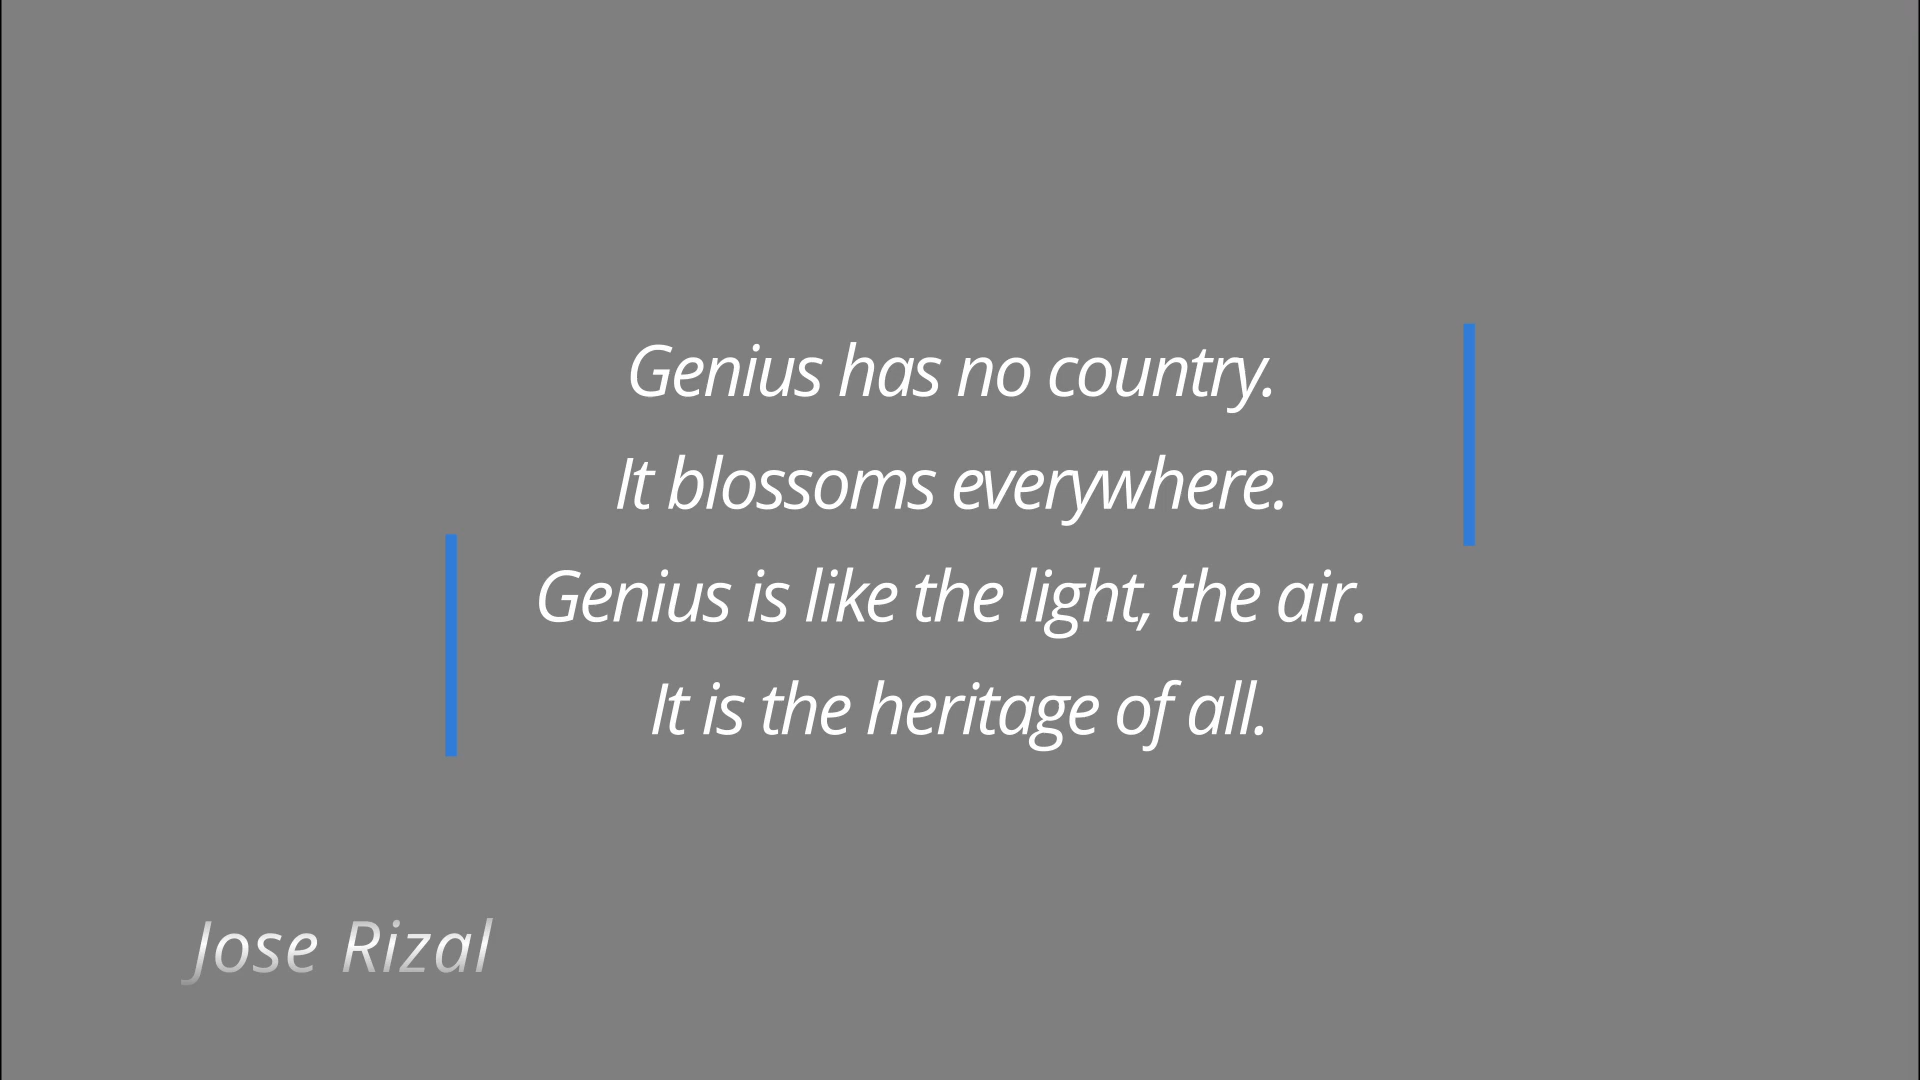 Genius has no country.
It blossoms everywhere.
Genius is like the light, the air.
It is the heritage of all.
Jose Rizal